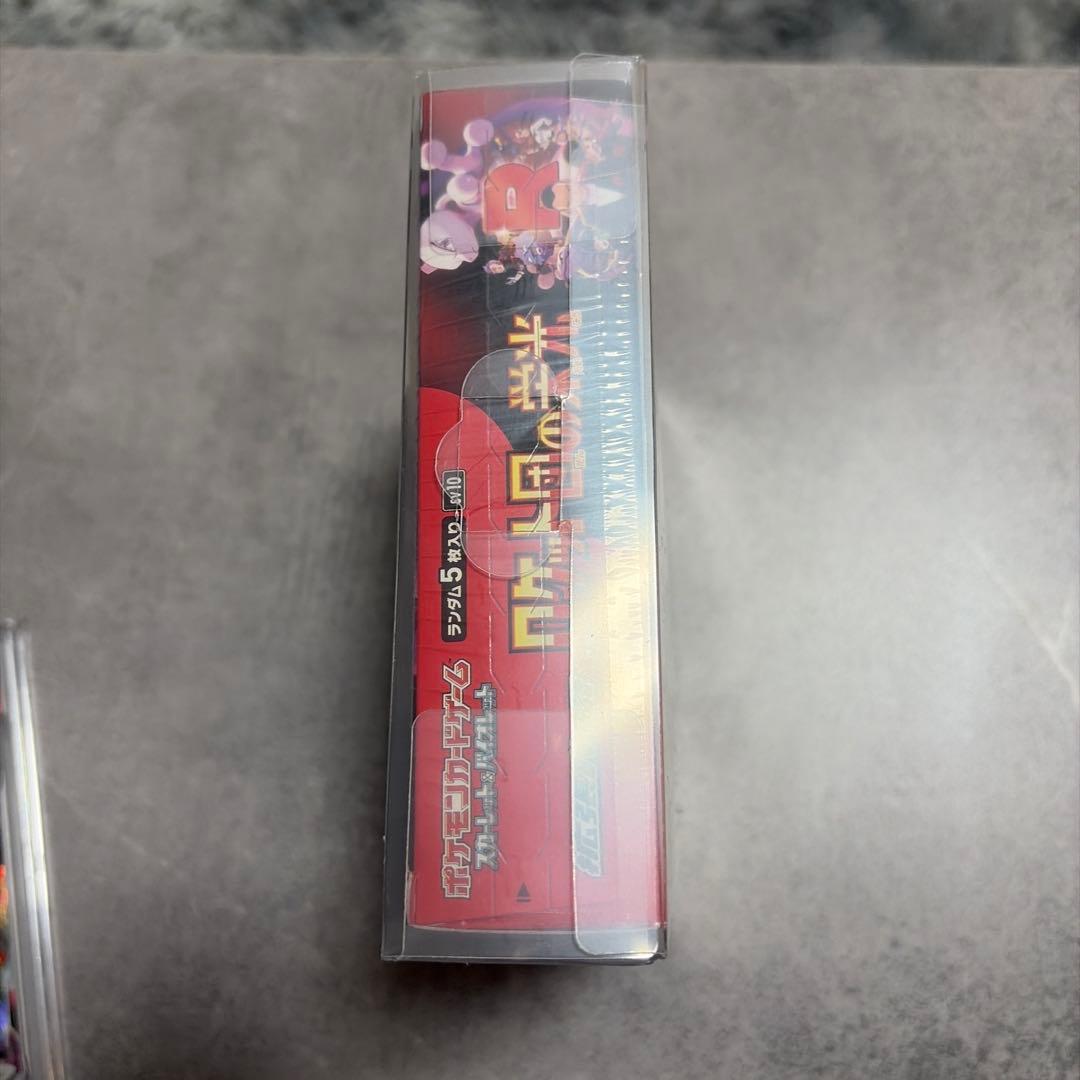 ポケモンカードゲーム
スカーレット&バイオレット
ランダム5枚入り
sv10
ロケット団の栄光
R